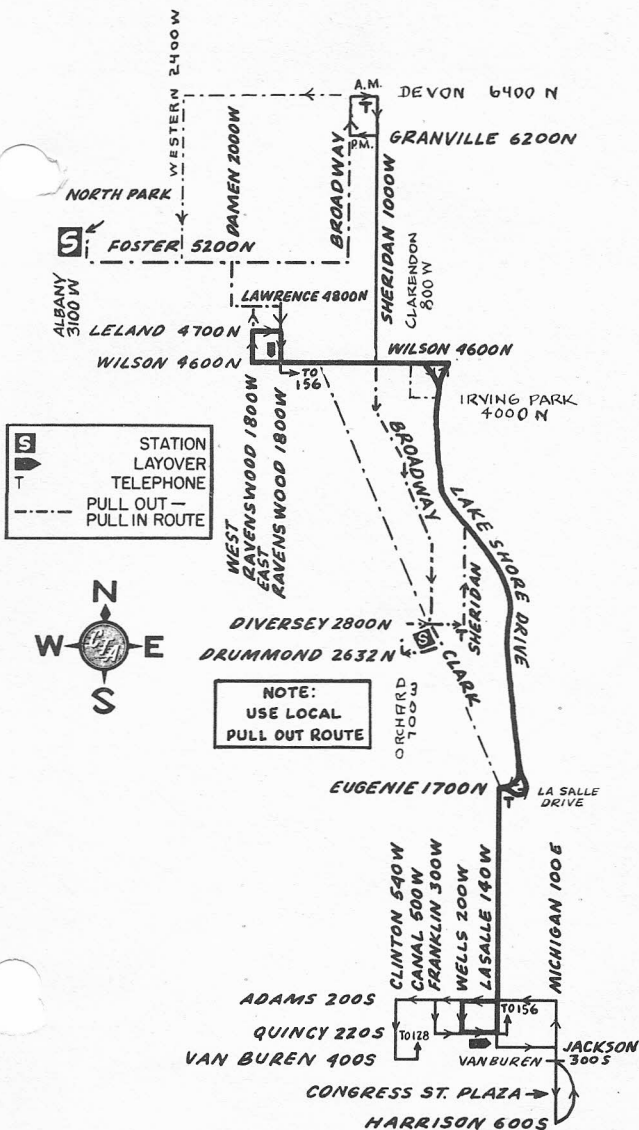 WESTERN 2400W
A.M.
T
DEVON 6400 N
P.M.
GRANVILLE 6200N
DAMEN 2000W
BROADWAY
NORTH PARK
SHERIDAN 1000W
S
FOSTER 5200N
ALBANY
3100 W
CLARENDON
800 W
LAWRENCE 4800N
LELAND 4700N
WILSON 4600N
WILSON 4600N
TO
156
IRVING PARK
4000 N
S STATION
LAYOVER
T TELEPHONE
PULL OUT —
PULL IN ROUTE
WEST
RAVENSWOOD 1800W
EAST
RAVENSWOOD 1800W
BROADWAY
LAKE SHORE DRIVE
SHERIDAN
N
W CTA E
S
DIVERSEY 2800N
T
S
DRUMMOND 2632N
CLARK
NOTE:
USE LOCAL
PULL OUT ROUTE
ORCHARD
700 W
EUGENIE 1700N
T
LA SALLE
DRIVE
CLINTON 540W
CANAL 500W
FRANKLIN 300W
WELLS 200W
LASALLE 140W
MICHIGAN 100E
ADAMS 200S
TO 156
QUINCY 220S
TO 128
JACKSON
300S
VAN BUREN 400S
VAN BUREN
CONGRESS ST. PLAZA
HARRISON 600S